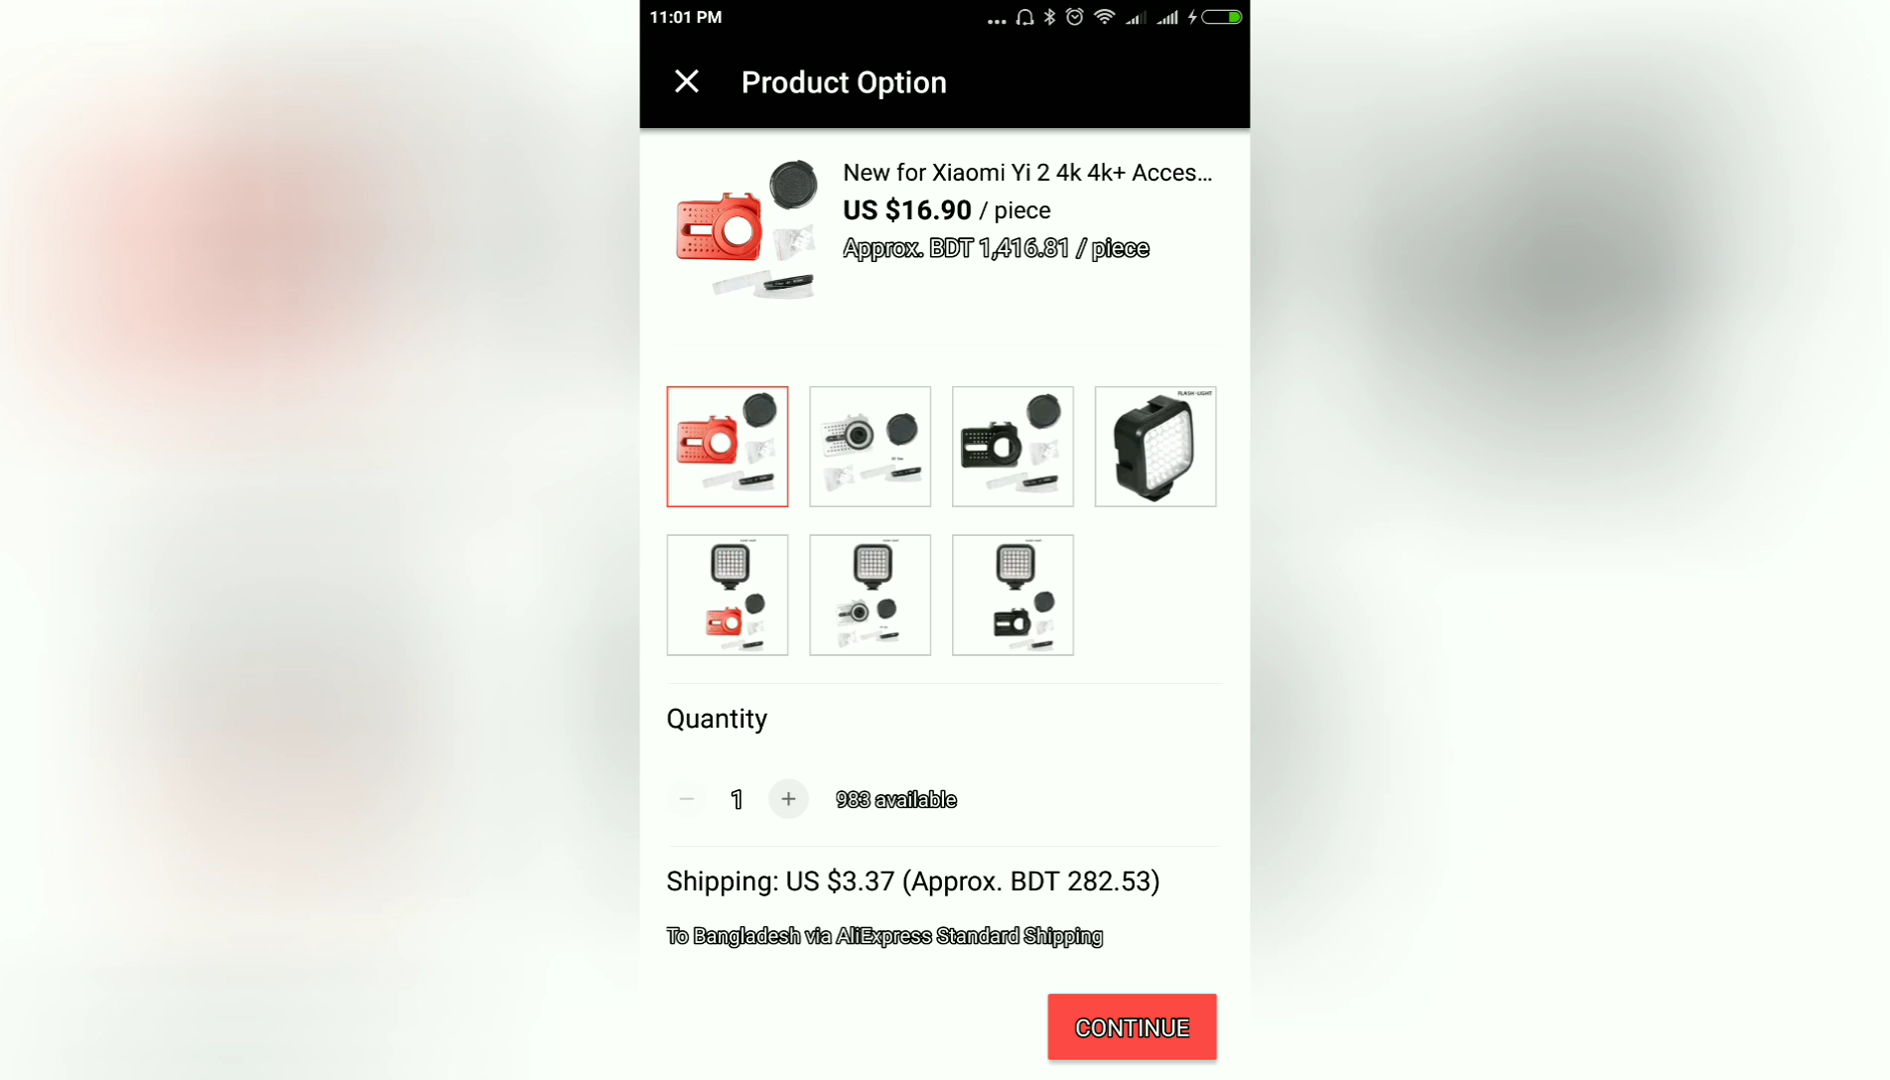 11:01 PM
Product Option
New for Xiaomi Yi 2 4k 4k+ Acces...
US $16.90 / piece
Approx. BDT 1,416.81 / piece
FLASH-LIGHT
Quantity
1
983 available
Shipping: US $3.37 (Approx. BDT 282.53)
To Bangladesh via AliExpress Standard Shipping
CONTINUE